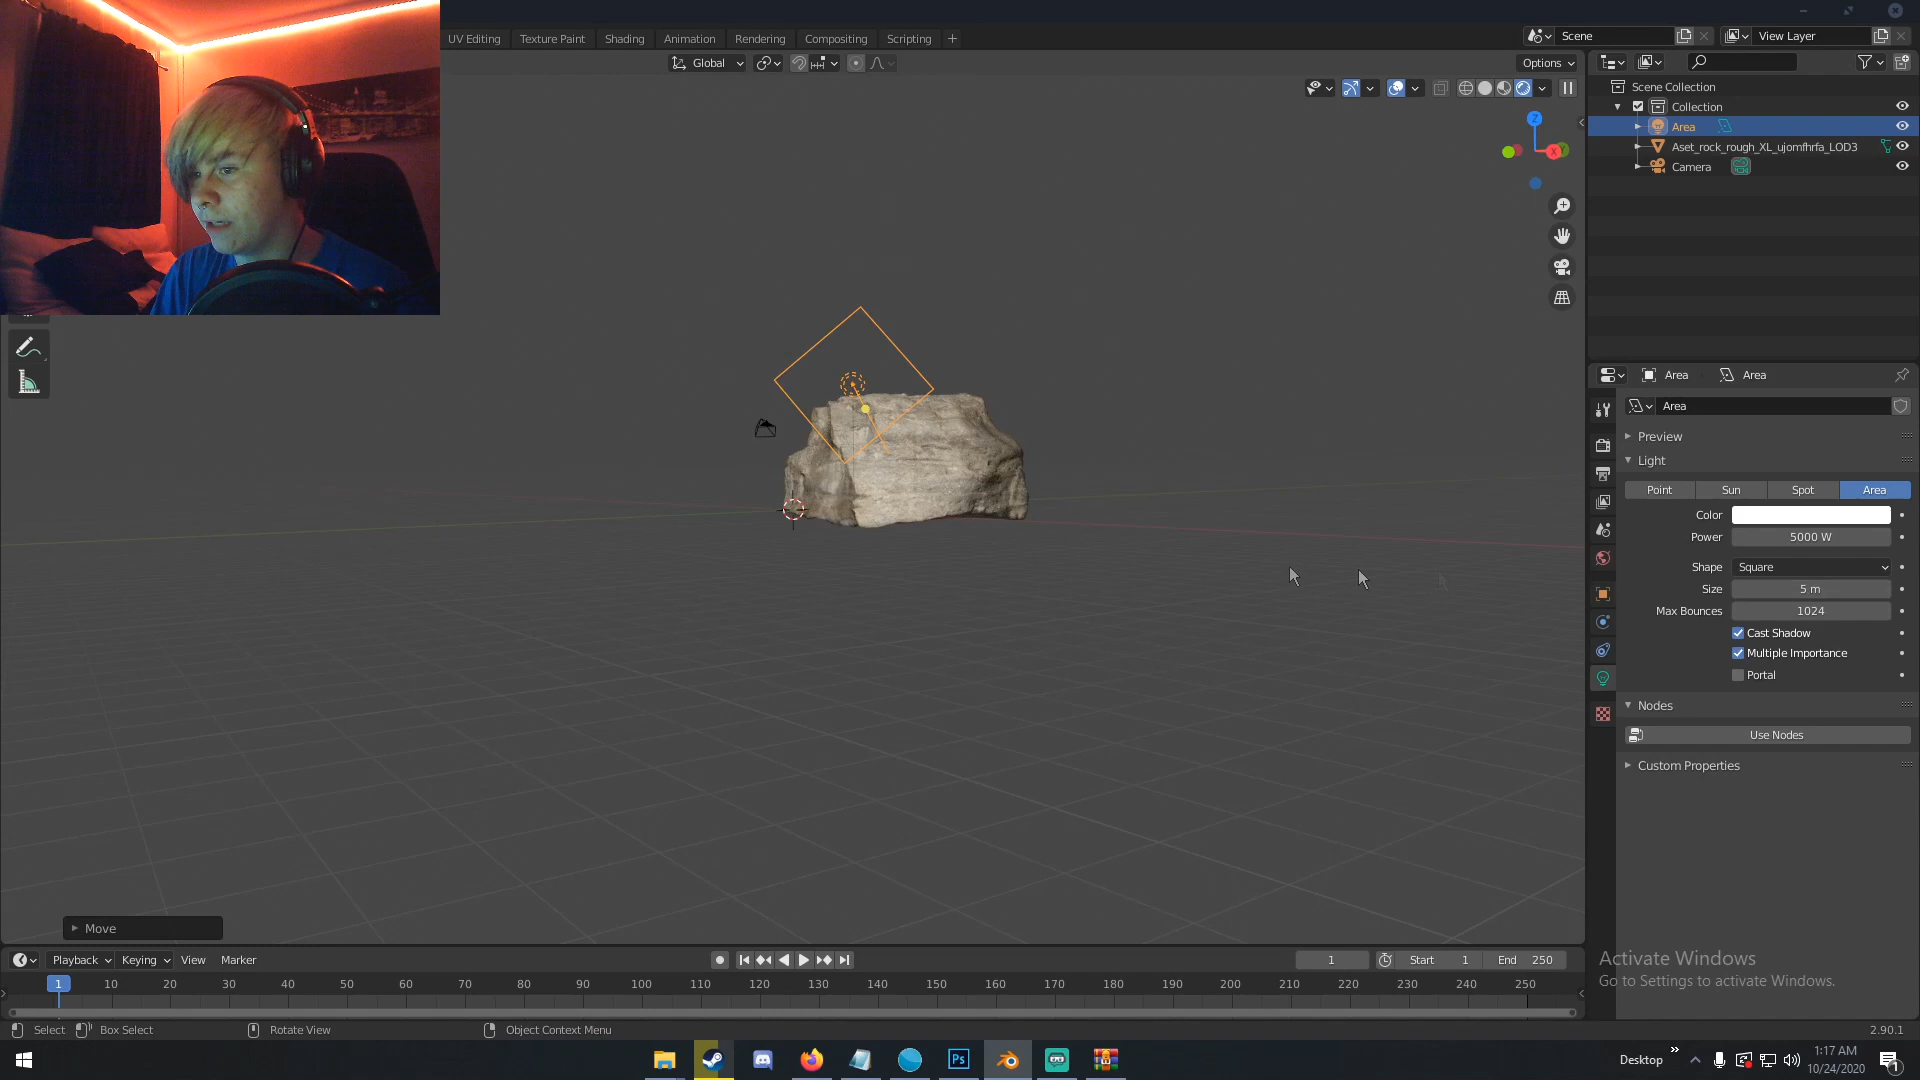 UV Editing Texture Paint Shading Animation Rendering Compositing Scripting +
Scene
View Layer
Global
Options
Scene Collection
Collection
Area
Aset_rock_rough_XL_ujomfhrfa_LOD3
Camera
Z
X
Area Area
Area
Preview
Light
Point Sun Spot Area
Color
Power 5000 W
Shape Square
Size 5 m
Max Bounces 1024
Cast Shadow
Multiple Importance
Portal
Nodes
Use Nodes
Custom Properties
Move
Activate Windows
Go to Settings to activate Windows.
Playback Keying View Marker
1
Start 1
End 250
1 10 20 30 40 50 60 70 80 90 100 110 120 130 140 150 160 170 180 190 200 210 220 230 240 250
Select Box Select Rotate View Object Context Menu
2.90.1
Ps
Desktop
1:17 AM
10/24/2020
1